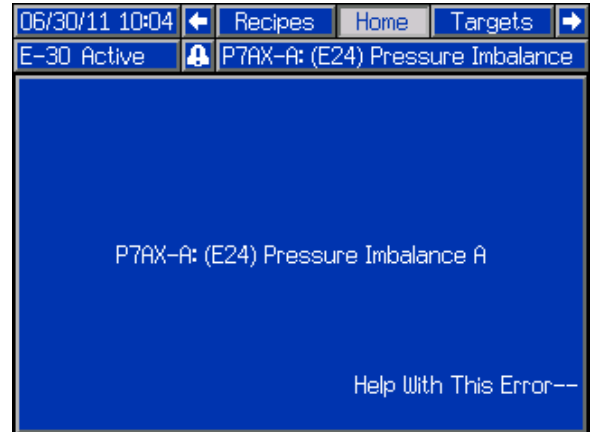 06/30/11 10:04 Recipes Home Targets
E-30 Active P7AX-A: (E24) Pressure Imbalance
P7AX-A: (E24) Pressure Imbalance A
Help With This Error--